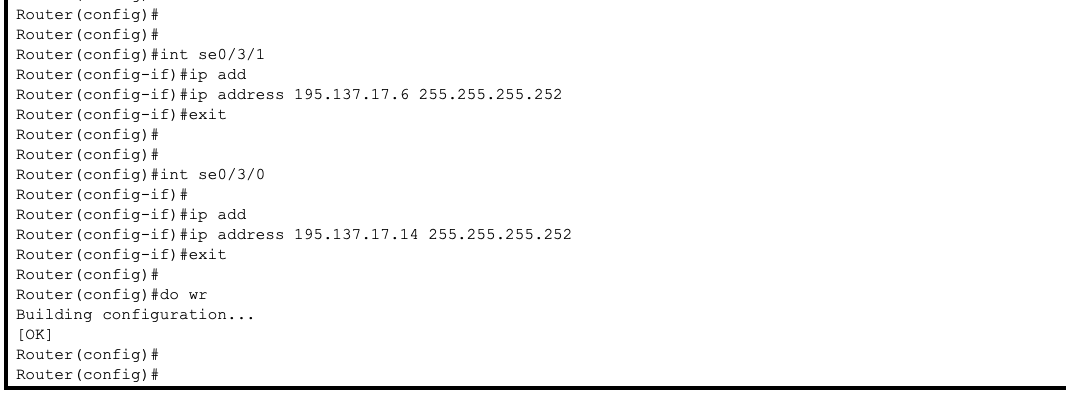 Router(config)#
Router(config)#
Router(config)#int se0/3/1
Router(config-if)#ip add
Router(config-if)#ip address 195.137.17.6 255.255.255.252
Router(config-if)#exit
Router(config)#
Router(config)#
Router(config)#int se0/3/0
Router(config-if)#
Router(config-if)#ip add
Router(config-if)#ip address 195.137.17.14 255.255.255.252
Router(config-if)#exit
Router(config)#
Router(config)#do wr
Building configuration...
[OK]
Router(config)#
Router(config)#